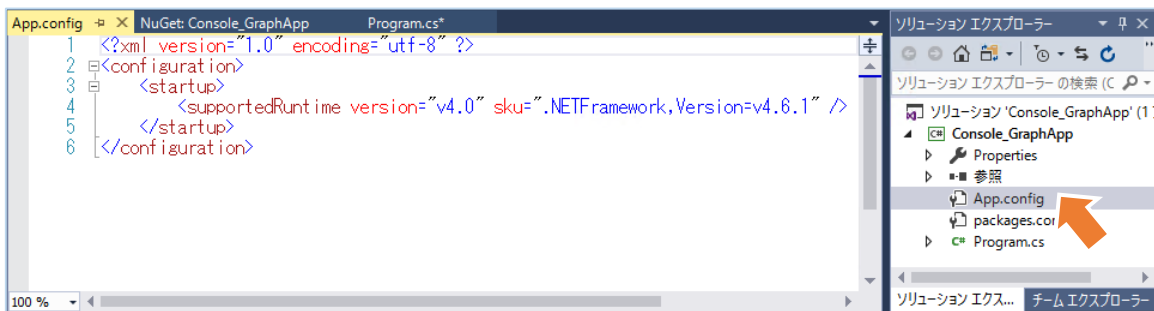 App.config
NuGet: Console_GraphApp
Program.cs*
1 <?xml version="1.0" encoding="utf-8" ?>
2 <configuration>
3 <startup>
4 <supportedRuntime version="v4.0" sku=".NETFramework,Version=v4.6.1" />
5 </startup>
6 </configuration>
100 %
ソリューション エクスプローラー
ソリューション エクスプローラー の検索 (C
ソリューション 'Console_GraphApp' (1
Console_GraphApp
Properties
参照
App.config
packages.cor
C# Program.cs
ソリューション エクス...
チーム エクスプローラー